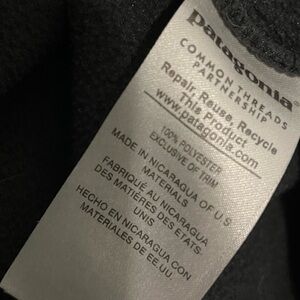 patagonia
COMMON THREADS
PARTNERSHIP
Repair, Reuse, Recycle
This Product
www.patagonia.com
100% POLYESTER
EXCLUSIVE OF TRIM
MADE IN NICARAGUA OF U.S
MATERIALS
FABRIQUÉ AU NICARAGUA
DES MATIÈRES DES ETATS-
UNIS
HECHO EN NICARAGUA CON
MATERIALES DE EE.UU.